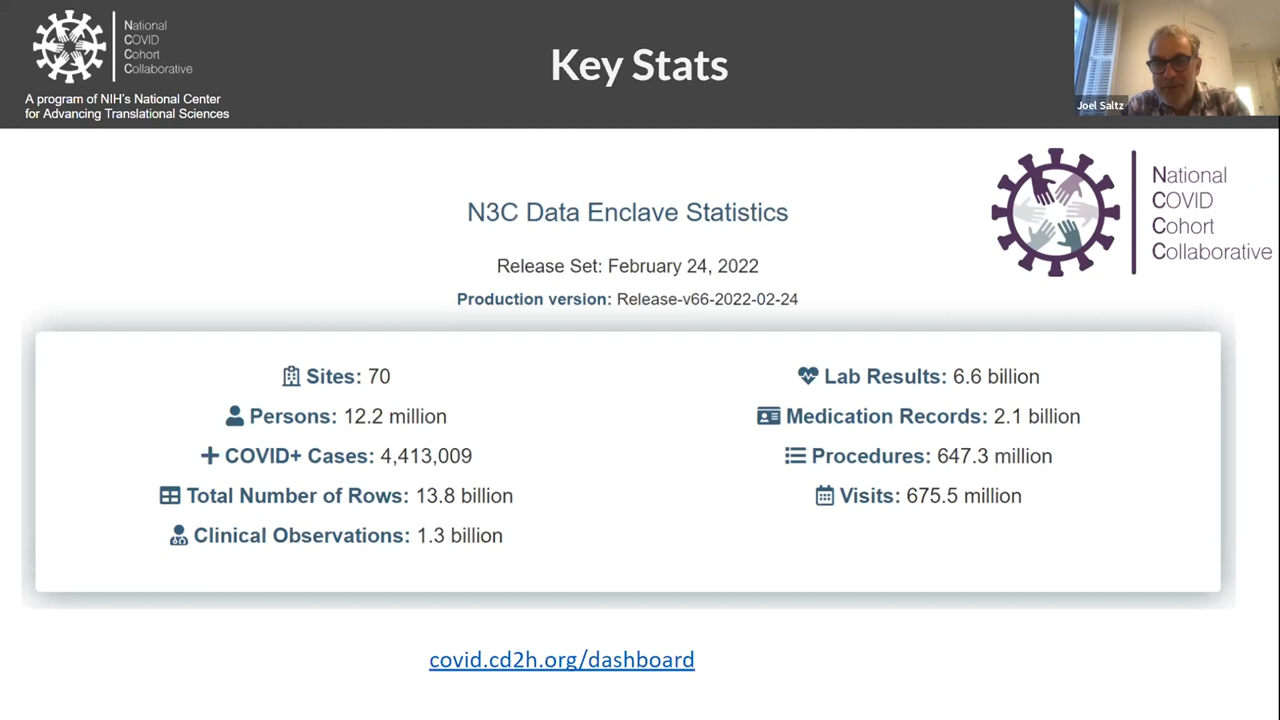 National
COVID
Cohort
Collaborative
A program of NIH's National Center
for Advancing Translational Sciences
Key Stats
Joel Saltz
National
COVID
Cohort
Collaborative
N3C Data Enclave Statistics
Release Set: February 24, 2022
Production version: Release-v66-2022-02-24
Sites: 70
Persons: 12.2 million
COVID+ Cases: 4,413,009
Total Number of Rows: 13.8 billion
Clinical Observations: 1.3 billion
Lab Results: 6.6 billion
Medication Records: 2.1 billion
Procedures: 647.3 million
Visits: 675.5 million
covid.cd2h.org/dashboard